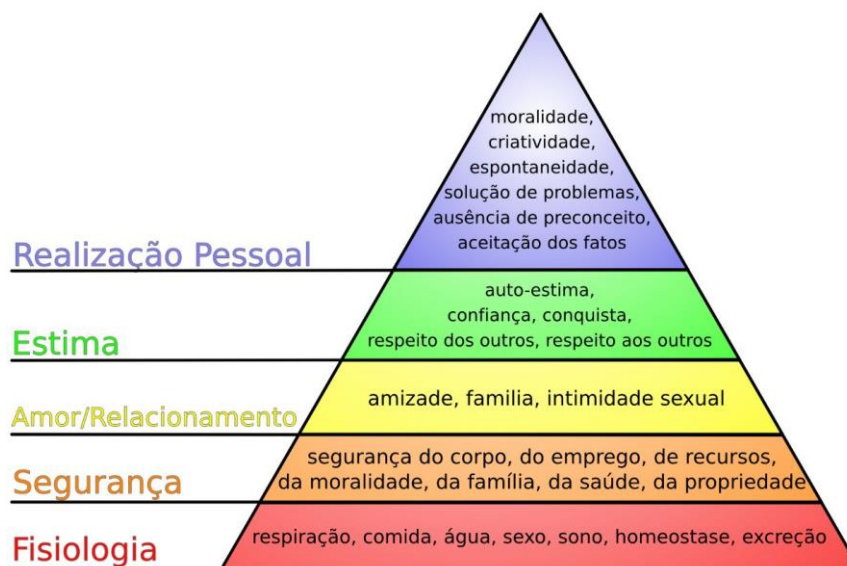 moralidade,
criatividade,
espontaneidade,
solução de problemas,
ausência de preconceito,
aceitação dos fatos
Realização Pessoal
auto-estima,
confiança, conquista,
respeito dos outros, respeito aos outros
Estima
amizade, familia, intimidade sexual
Amor/Relacionamento
segurança do corpo, do emprego, de recursos,
da moralidade, da família, da saúde, da propriedade
Segurança
respiração, comida, água, sexo, sono, homeostase, excreção
Fisiologia